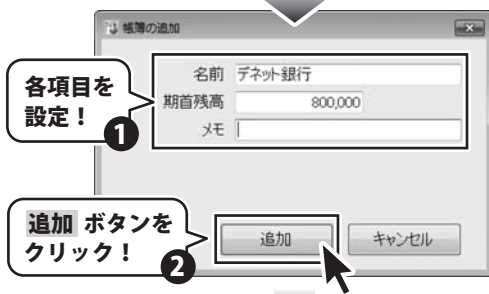 帳簿の追加
各項目を
設定！
1
名前 デネット銀行
期首残高 800,000
メモ
追加 ボタンを
クリック！
2
追加 キャンセル